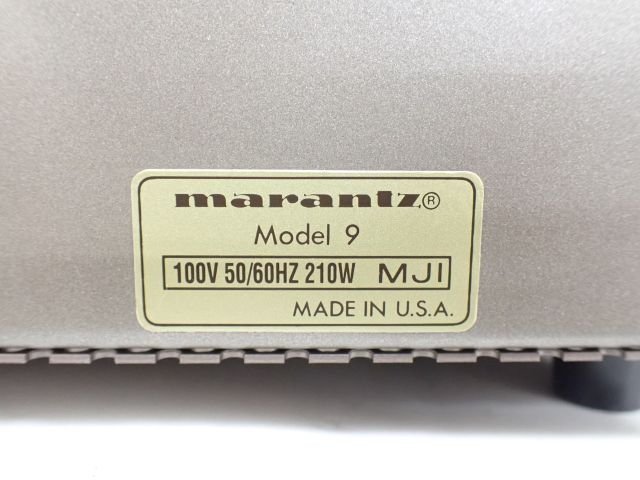 marantz®
Model 9
100V 50/60HZ 210W MJI
MADE IN U.S.A.